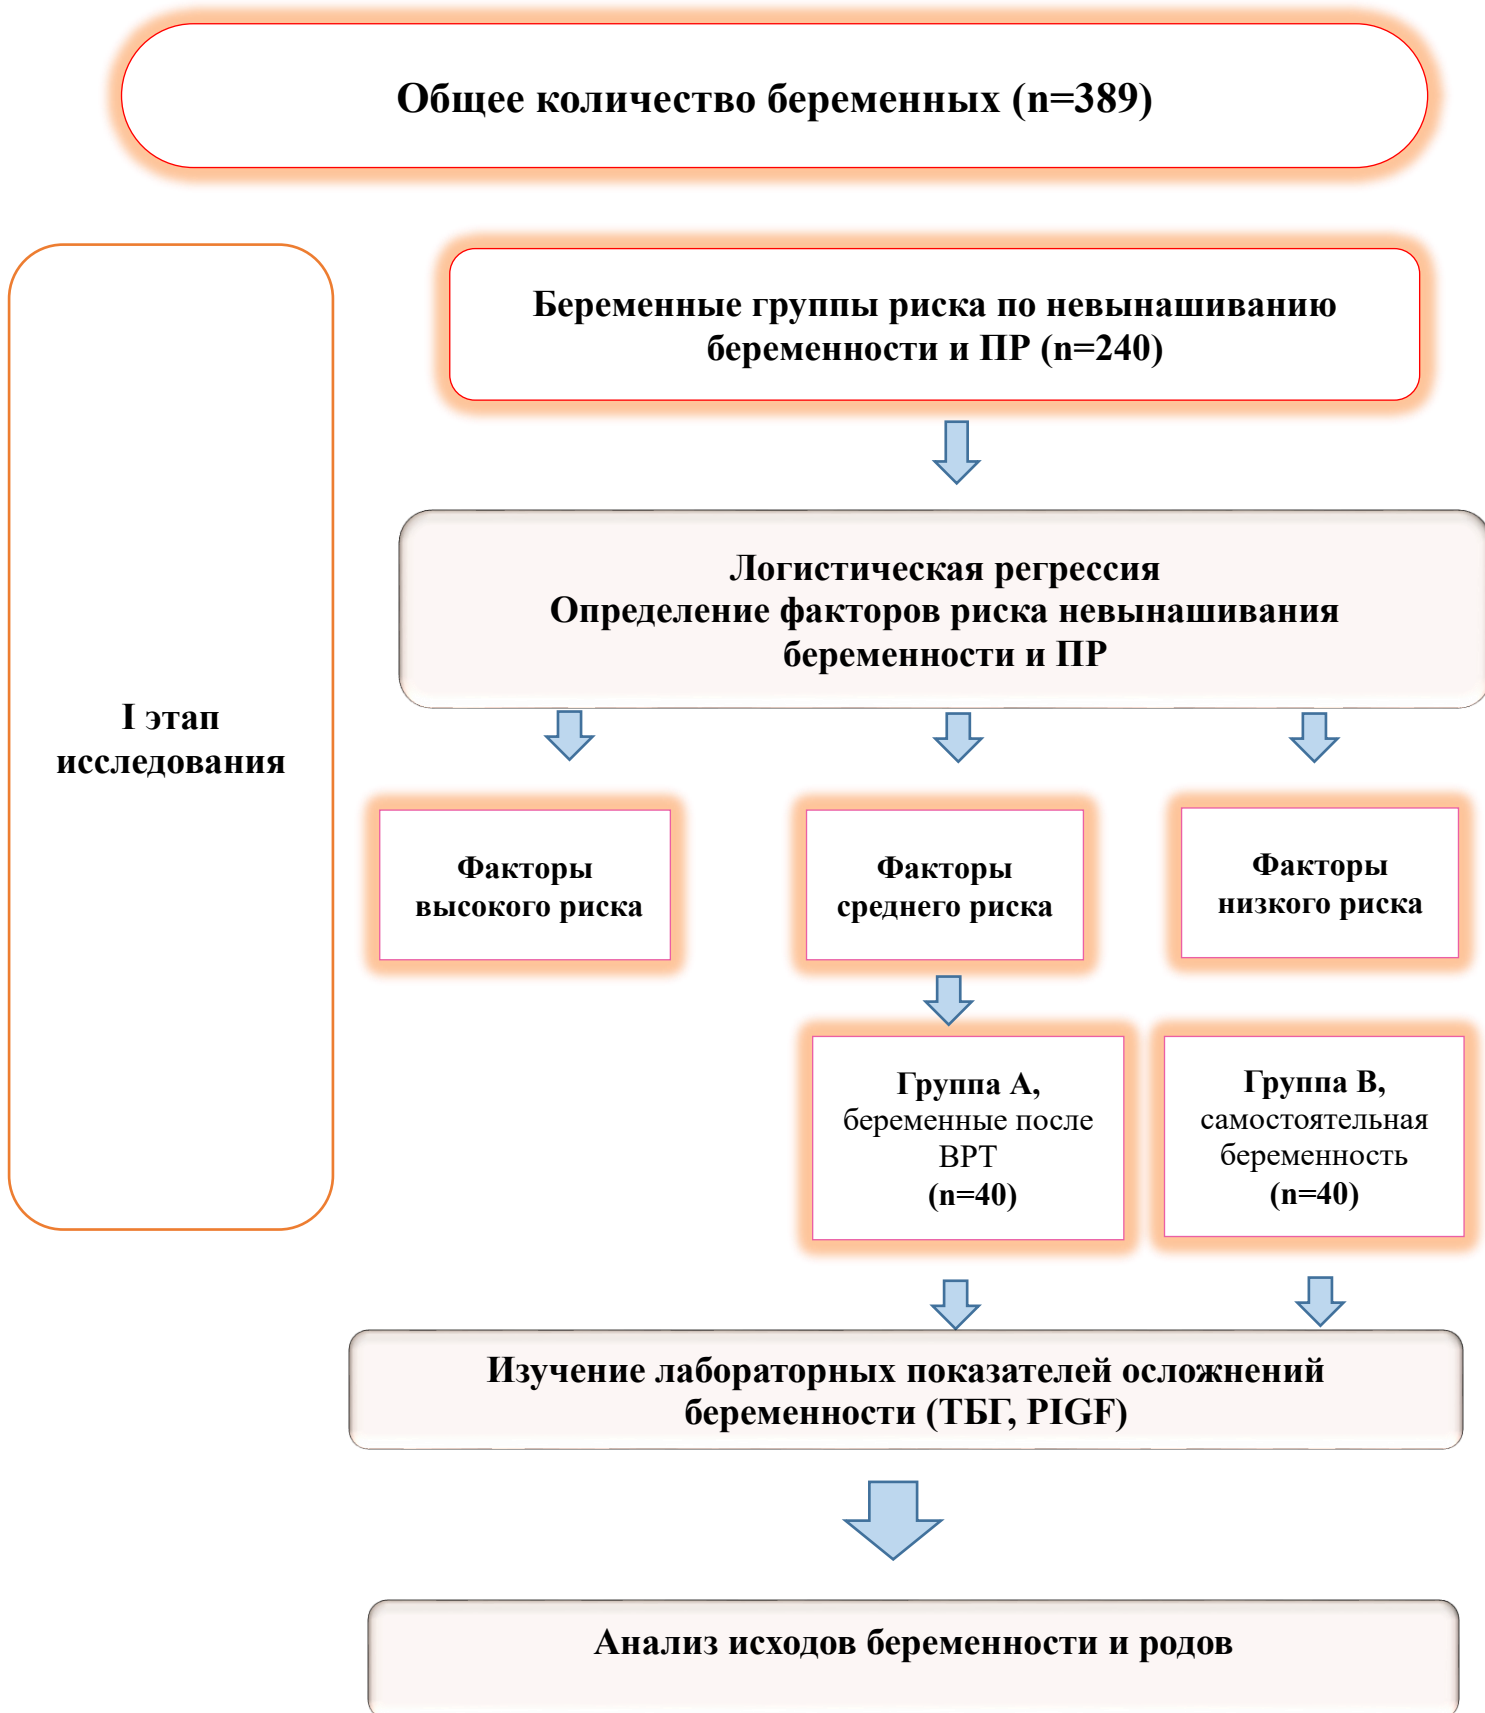 Общее количество беременных (n=389)
Беременные группы риска по невынашиванию
беременности и ПР (n=240)
Логистическая регрессия
Определение факторов риска невынашивания
беременности и ПР
I этап
исследования
Факторы
высокого риска
Факторы
среднего риска
Факторы
низкого риска
Группа А,
беременные после
ВРТ
(n=40)
Группа В,
самостоятельная
беременность
(n=40)
Изучение лабораторных показателей осложнений
беременности (ТБГ, PIGF)
Анализ исходов беременности и родов